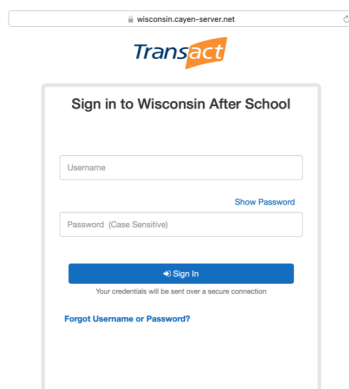 wisconsin.cayen-server.net
Transact
Sign in to Wisconsin After School
Username
Show Password
Password (Case Sensitive)
Sign In
Your credentials will be sent over a secure connection
Forgot Username or Password?